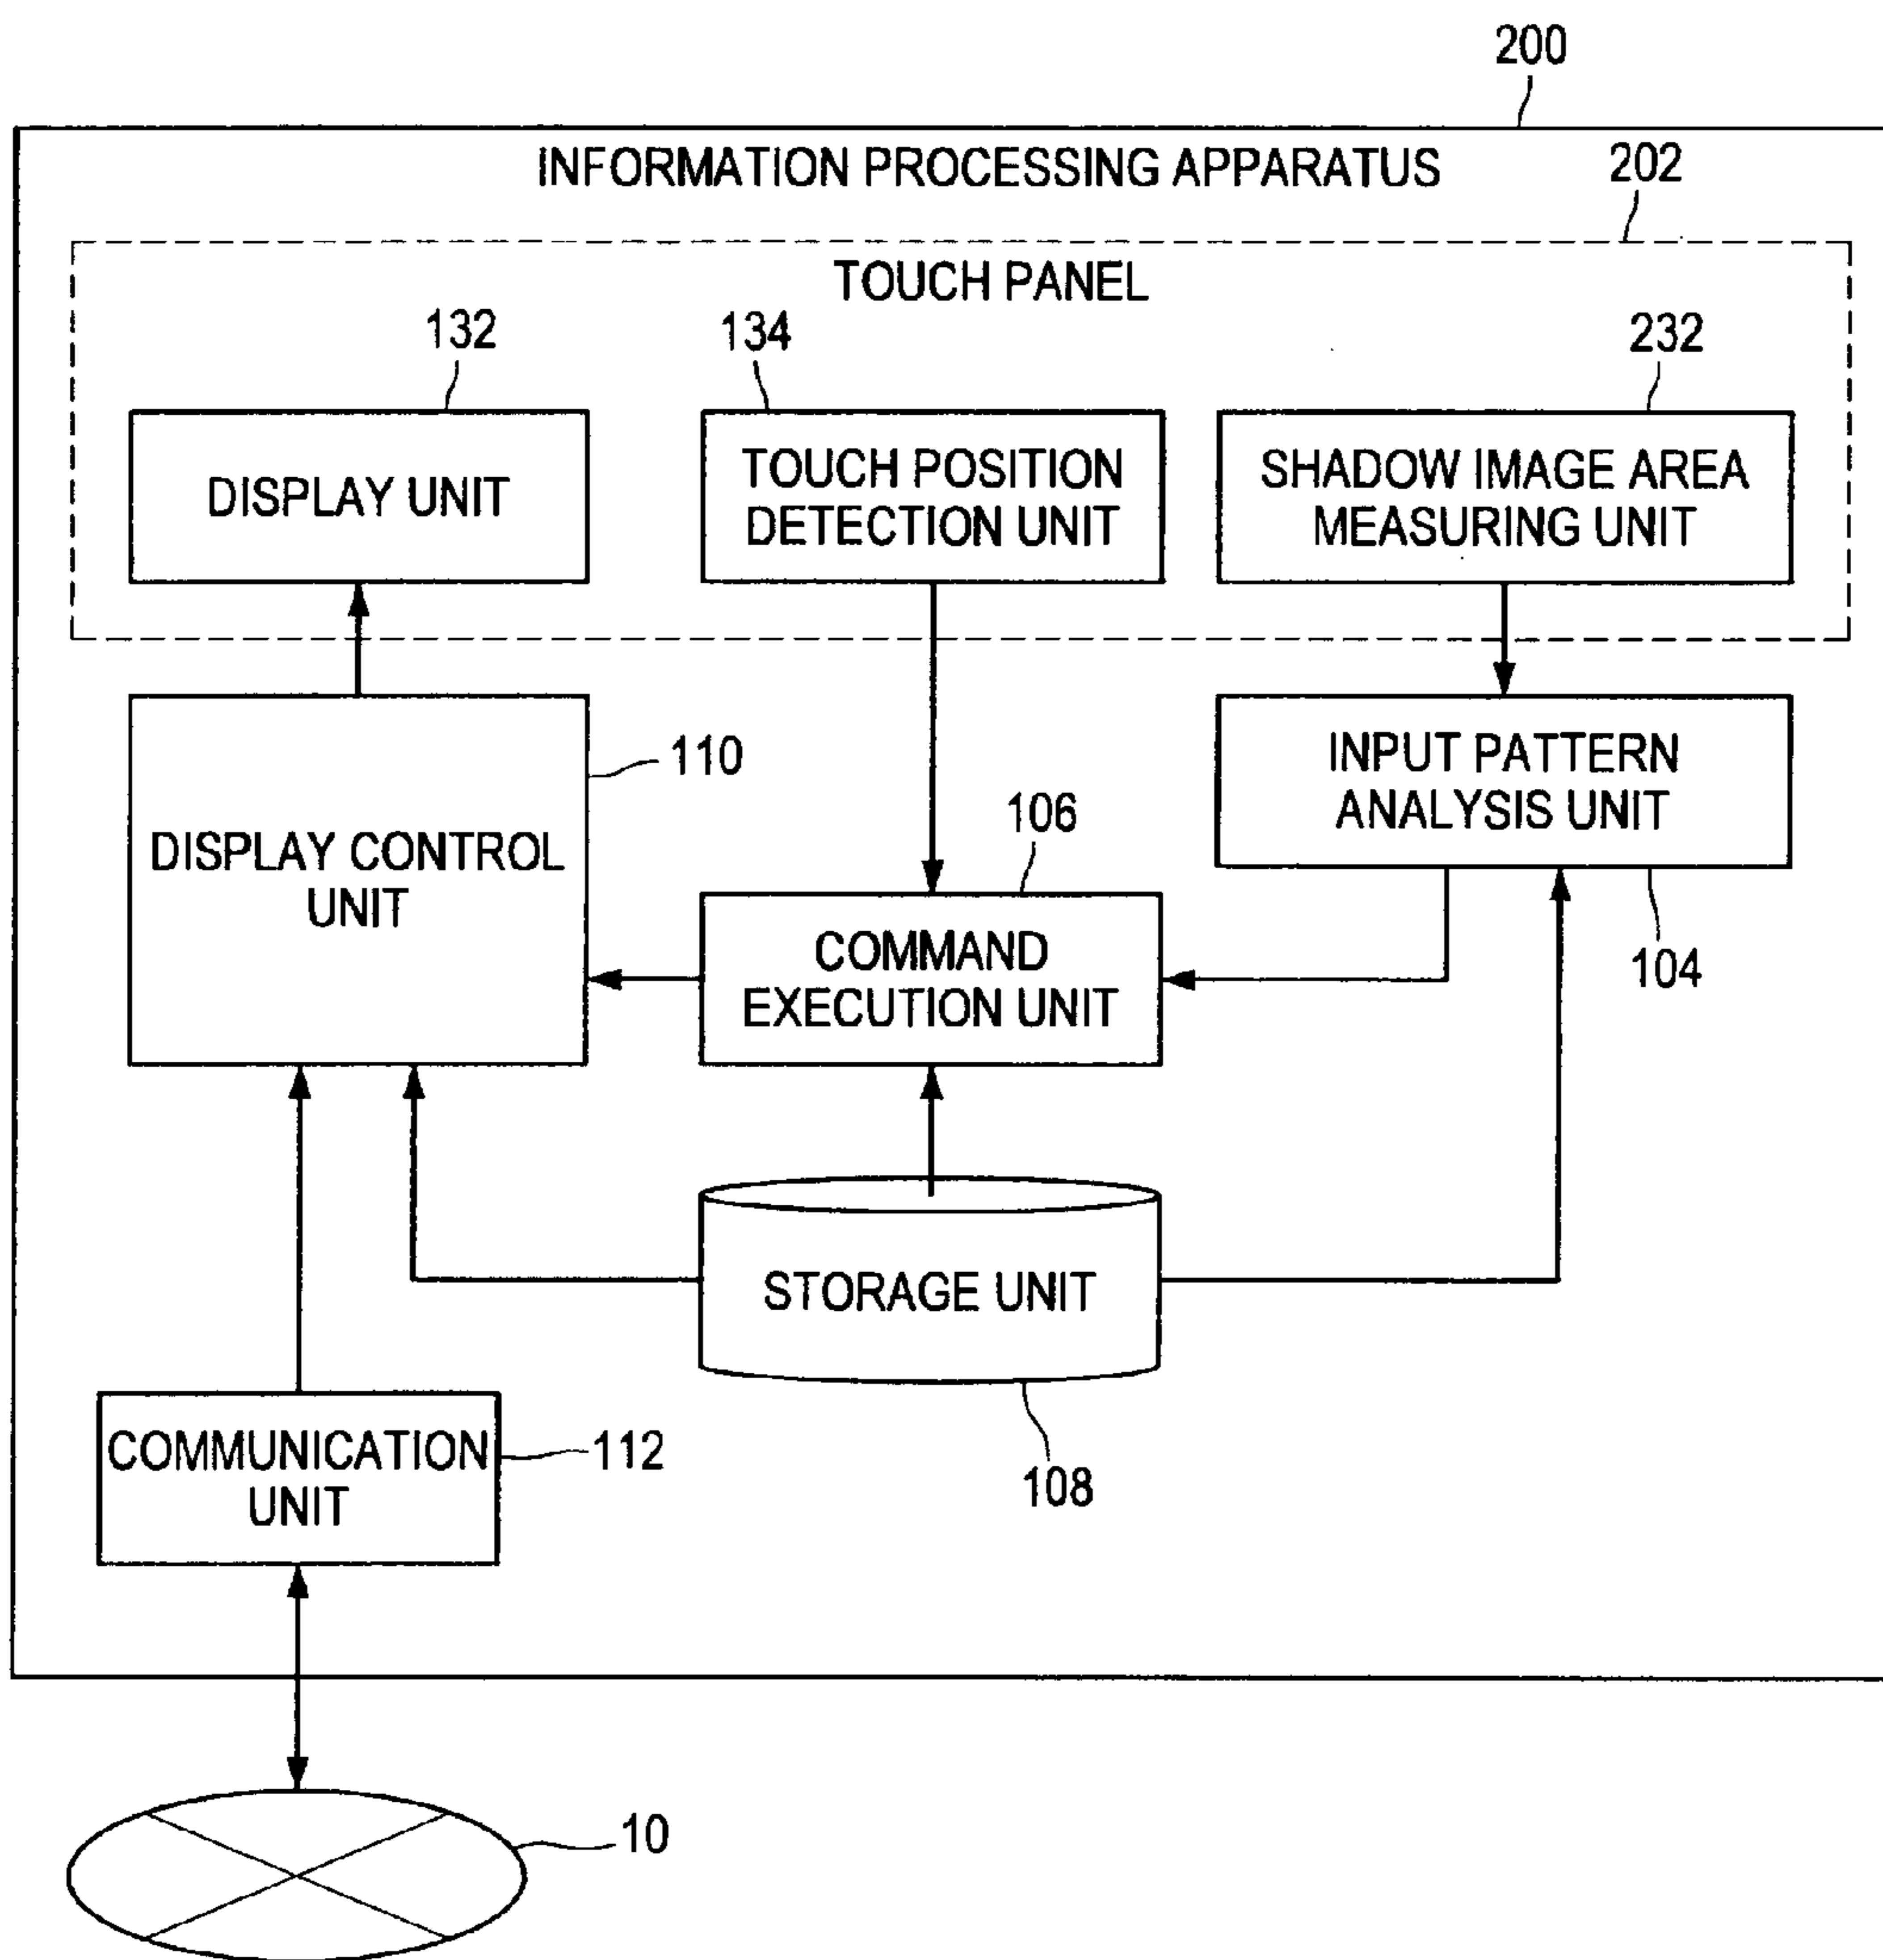 200
INFORMATION PROCESSING APPARATUS
202
TOUCH PANEL
132
134
232
DISPLAY UNIT
TOUCH POSITION
DETECTION UNIT
SHADOW IMAGE AREA
MEASURING UNIT
110
INPUT PATTERN
ANALYSIS UNIT
106
DISPLAY CONTROL
UNIT
COMMAND
EXECUTION UNIT
104
STORAGE UNIT
COMMUNICATION
UNIT
112
108
10